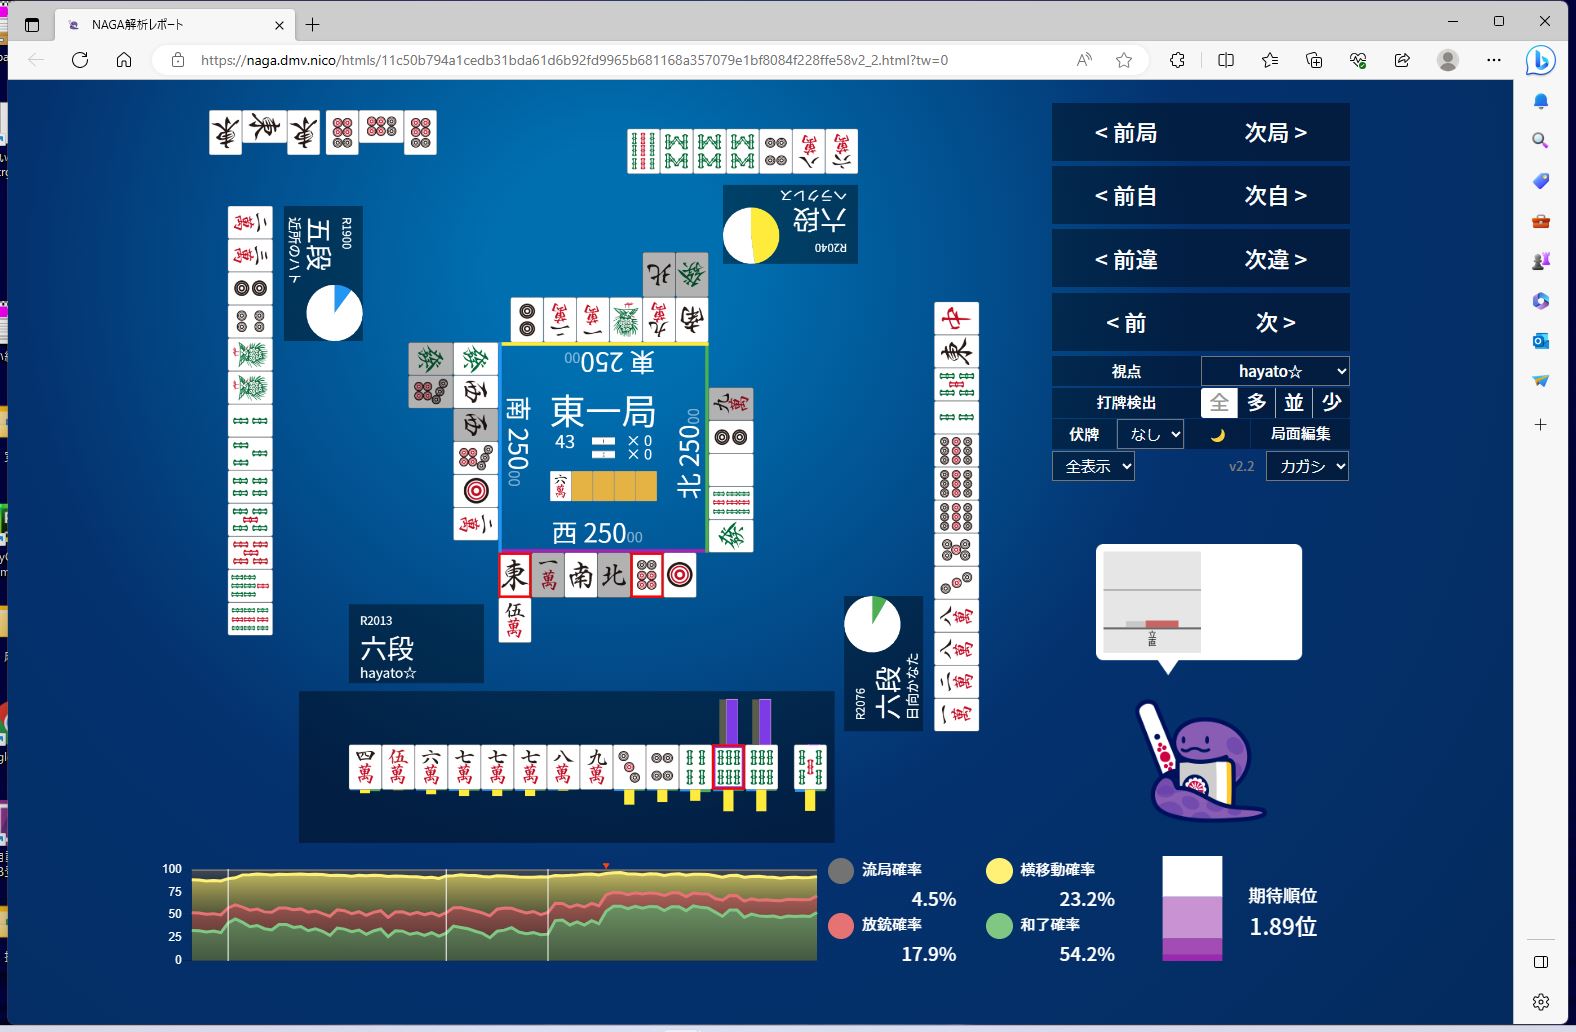 NAGA解析レポート
https://naga.dmv.nico/htmls/11c50b794a1cedb31bda61d6b92fd9965b681168a357079e1bf8084f228ffe58v2_2.html?tw=0
< 前局 次局 >
< 前自 次自 >
< 前違 次違 >
< 前 次 >
視点 hayato☆
打牌検出 全 多 並 少
伏牌 なし 局面編集
全表示 v2.2 カガシ
R1900
五段
近所のハト
ヘラクレス
六段
R2040
東 25000
南 25000
東一局
43 ×0
×0
北 25000
西 25000
R2013
六段
hayato☆
R2076
六段
日向かなた
立直
100
75
50
25
0
流局確率
4.5%
横移動確率
23.2%
放銃確率
17.9%
和了確率
54.2%
期待順位
1.89位